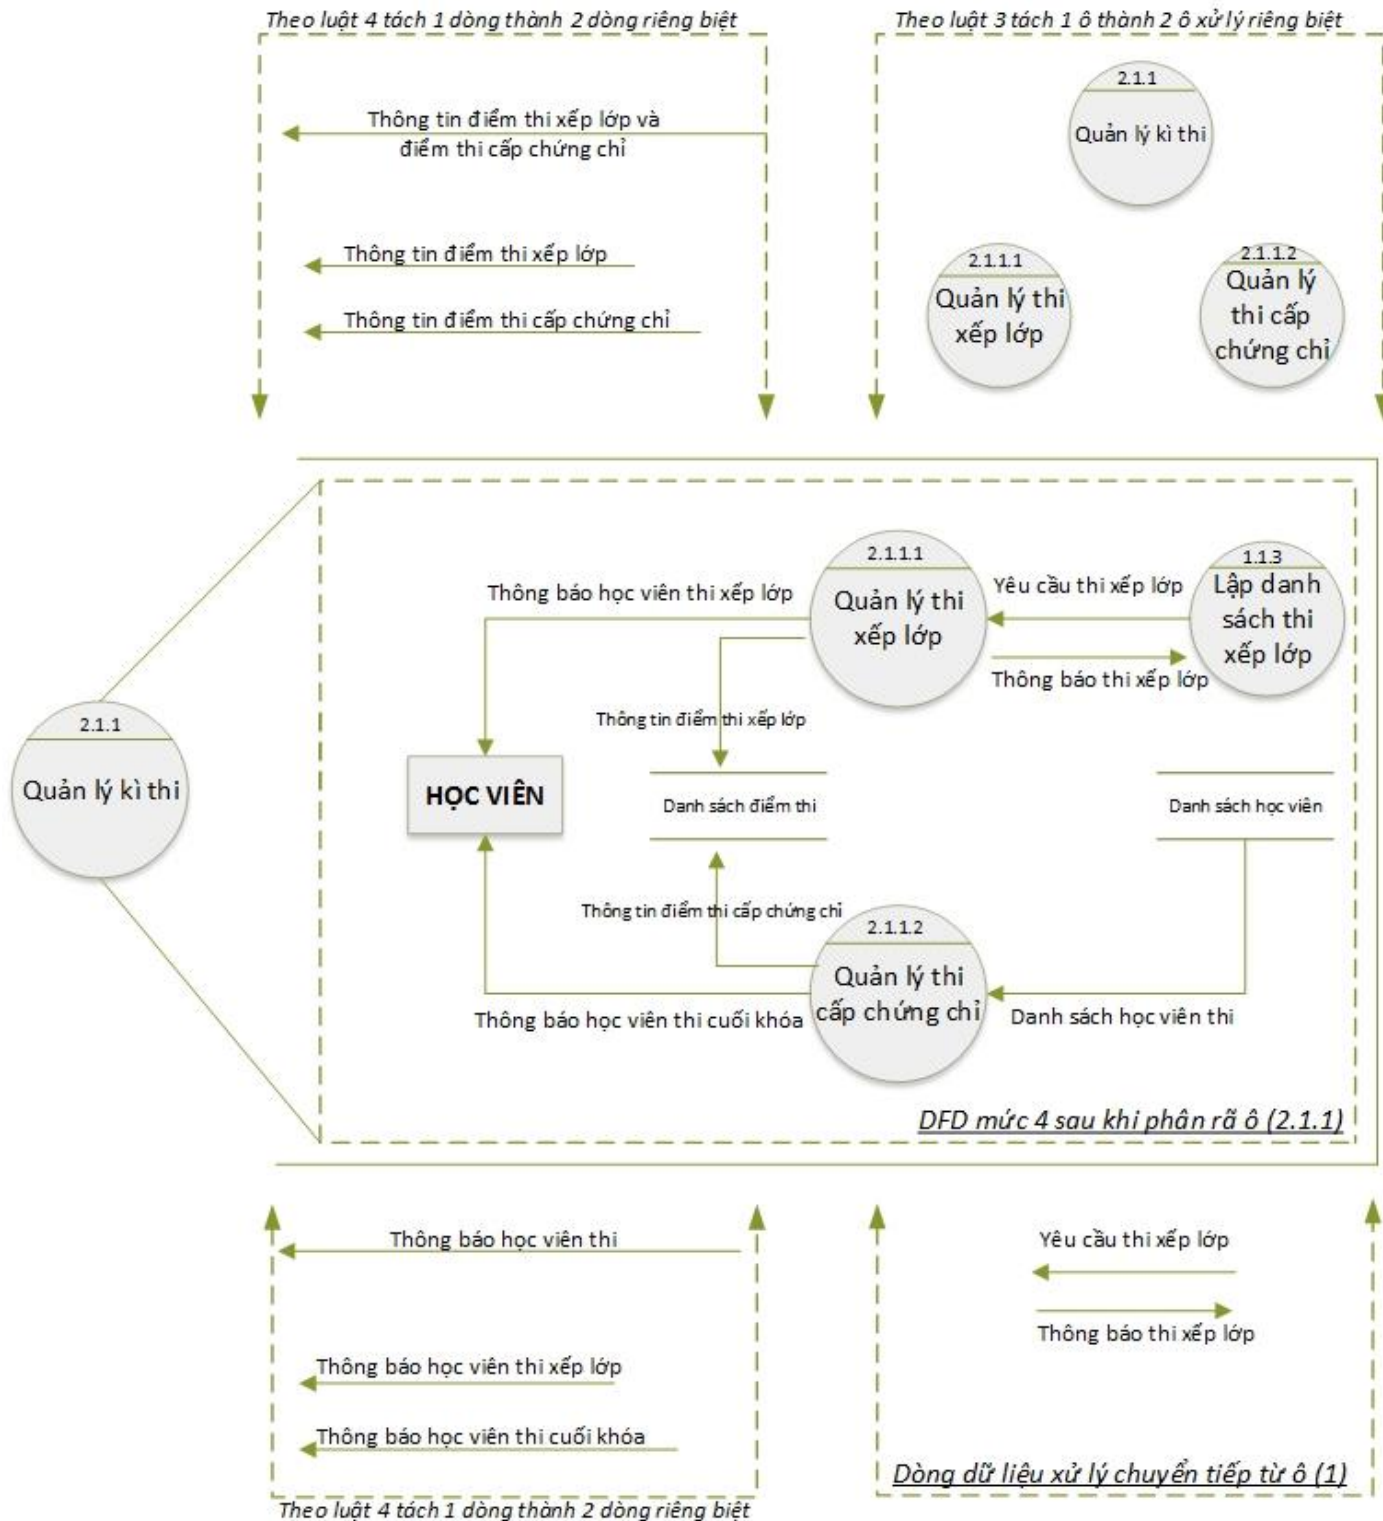 Theo luật 4 tách 1 dòng thành 2 dòng riêng biệt
Thông tin điểm thi xếp lớp và
điểm thi cấp chứng chỉ
Thông tin điểm thi xếp lớp
Thông tin điểm thi cấp chứng chỉ
Theo luật 3 tách 1 ô thành 2 ô xử lý riêng biệt
2.1.1
Quản lý kì thi
2.1.1.1
Quản lý thi
xếp lớp
2.1.1.2
Quản lý
thi cấp
chứng chỉ
2.1.1
Quản lý kì thi
Thông báo học viên thi xếp lớp
2.1.1.1
Quản lý thi
xếp lớp
Yêu cầu thi xếp lớp
Thông báo thi xếp lớp
1.1.3
Lập danh
sách thi
xếp lớp
Thông tin điểm thi xếp lớp
HỌC VIÊN
Danh sách điểm thi
Danh sách học viên
Thông tin điểm thi cấp chứng chỉ
2.1.1.2
Quản lý thi
cấp chứng chỉ
Thông báo học viên thi cuối khóa
Danh sách học viên thi
DFD mức 4 sau khi phân rã ô (2.1.1)
Thông báo học viên thi
Thông báo học viên thi xếp lớp
Thông báo học viên thi cuối khóa
Theo luật 4 tách 1 dòng thành 2 dòng riêng biệt
Yêu cầu thi xếp lớp
Thông báo thi xếp lớp
Dòng dữ liệu xử lý chuyển tiếp từ ô (1)